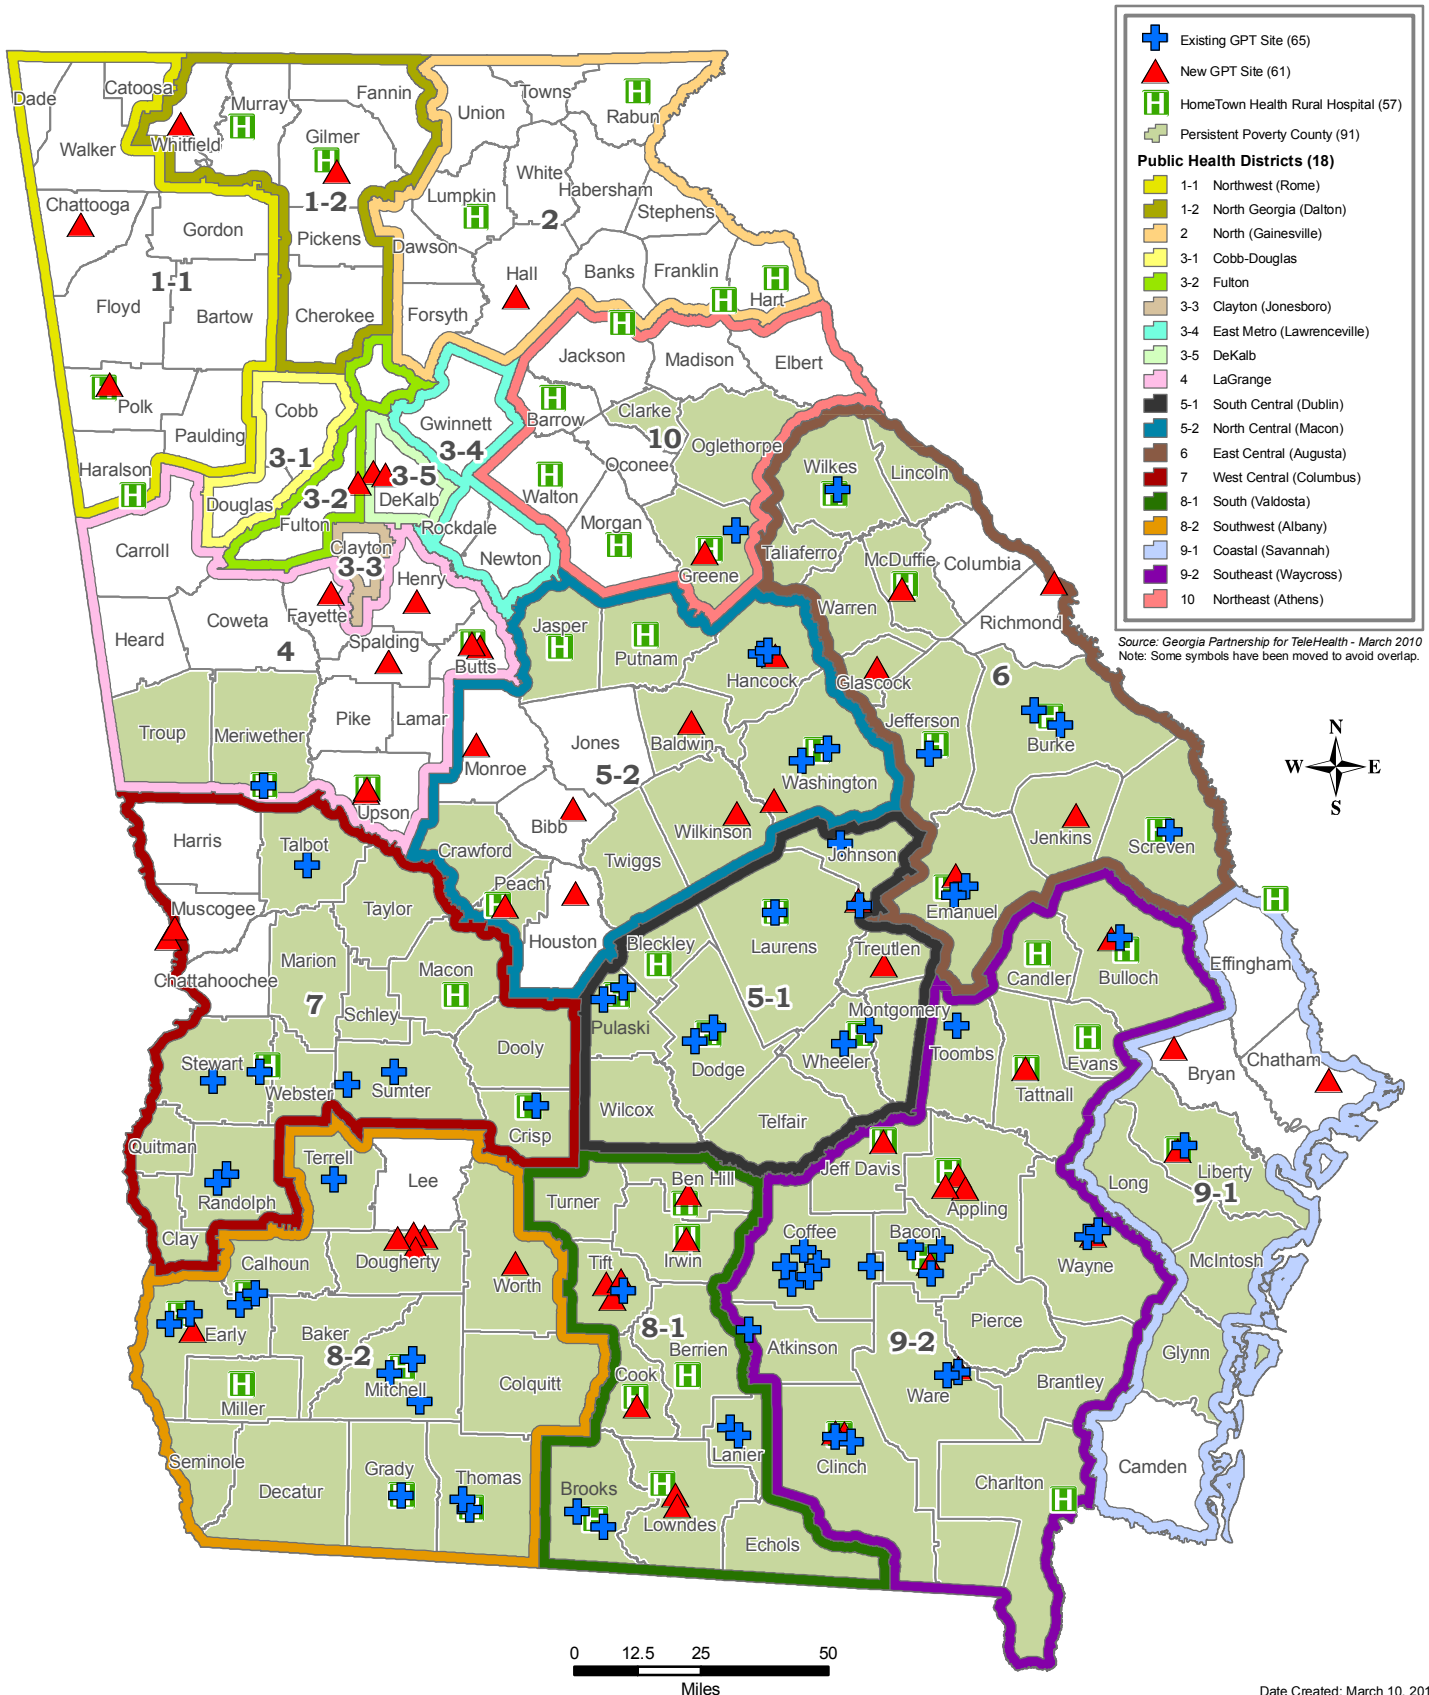 Existing GPT Site (65)
New GPT Site (61)
H HomeTown Health Rural Hospital (57)
Persistent Poverty County (91)
Public Health Districts (18)
1-1 Northwest (Rome)
1-2 North Georgia (Dalton)
2 North (Gainesville)
3-1 Cobb-Douglas
3-2 Fulton
3-3 Clayton (Jonesboro)
3-4 East Metro (Lawrenceville)
3-5 DeKalb
4 LaGrange
5-1 South Central (Dublin)
5-2 North Central (Macon)
6 East Central (Augusta)
7 West Central (Columbus)
8-1 South (Valdosta)
8-2 Southwest (Albany)
9-1 Coastal (Savannah)
9-2 Southeast (Waycross)
10 Northeast (Athens)
Source: Georgia Partnership for TeleHealth - March 2010
Note: Some symbols have been moved to avoid overlap.
N
W E
S
Dade
Catoosa
Walker
Whitfield
Murray
Fannin
Gilmer
1-2
Union
Towns
Rabun
White
Habersham
Lumpkin
2
Stephens
Chattooga
Gordon
Pickens
Dawson
1-1
Floyd
Bartow
Cherokee
Forsyth
Hall
Banks
Franklin
Hart
Jackson
Madison
Elbert
Polk
Paulding
Cobb
3-1
Gwinnett
3-4
Barrow
Clarke
10
Oglethorpe
Oconee
Haralson
Douglas
3-2
Fulton
3-5
DeKalb
Walton
Wilkes
Lincoln
Morgan
Greene
Taliaferro
McDuffie
Columbia
Carroll
Clayton
3-3
Rockdale
Newton
Henry
Fayette
Coweta
Heard
4
Spalding
Butts
Jasper
Putnam
Hancock
Warren
Richmond
Glascock
6
Jefferson
Burke
Troup
Meriwether
Pike
Lamar
Upson
Monroe
Jones
5-2
Baldwin
Washington
Bibb
Wilkinson
Jenkins
Screven
Harris
Talbot
Crawford
Twiggs
Johnson
Peach
Emanuel
Muscogee
Taylor
Houston
Bleckley
Laurens
Treutlen
Candler
Bulloch
Effingham
Chattahoochee
Marion
7
Macon
Schley
5-1
Pulaski
Montgomery
Dodge
Wheeler
Toombs
Tattnall
Evans
Bryan
Chatham
Stewart
Webster
Sumter
Dooly
Crisp
Wilcox
Telfair
Quitman
Randolph
Terrell
Lee
Clay
Turner
Ben Hill
Jeff Davis
Appling
Long
Liberty
9-1
Calhoun
Dougherty
Worth
Tift
Irwin
Coffee
Bacon
Wayne
McIntosh
Early
Baker
8-2
Mitchell
Miller
Colquitt
8-1
Berrien
Cook
Atkinson
9-2
Pierce
Ware
Brantley
Glynn
Seminole
Decatur
Grady
Thomas
Brooks
Lanier
Lowndes
Echols
Clinch
Charlton
Camden
0 12.5 25 50
Miles
Date Created: March 10, 201